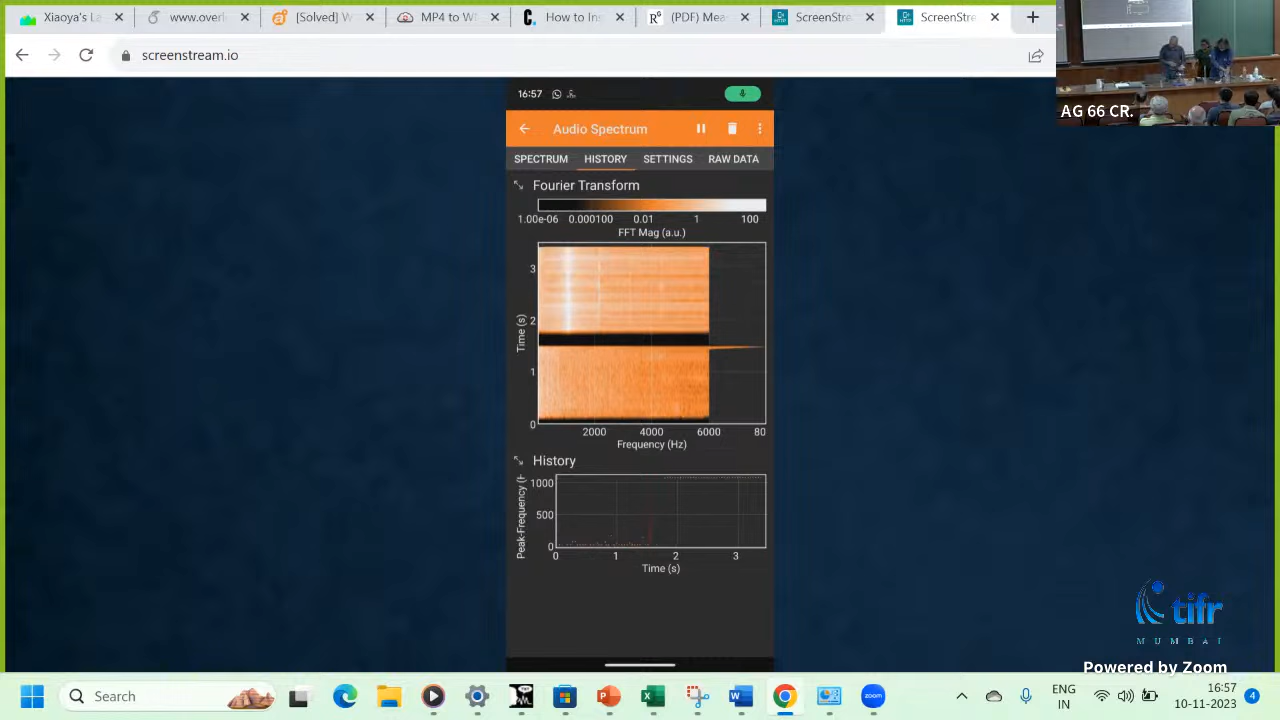 Xiaoyi's La
www.overl
[Solved] W
MP4 to W
How to Ins
(PDF) Mea
ScreenStre
ScreenStre
screenstream.io
AG 66 CR.
16:57
Audio Spectrum
SPECTRUM HISTORY SETTINGS RAW DATA
Fourier Transform
1.00e-06 0.000100 0.01 1 100
FFT Mag (a.u.)
3
2
1
0
Time (s)
2000 4000 6000 80
Frequency (Hz)
History
1000
500
0
Peak-Frequency (H
0 1 2 3
Time (s)
tifr
MUMBAI
Powered by Zoom
Search
zoom
ENG
IN
16:57
10-11-2023
4